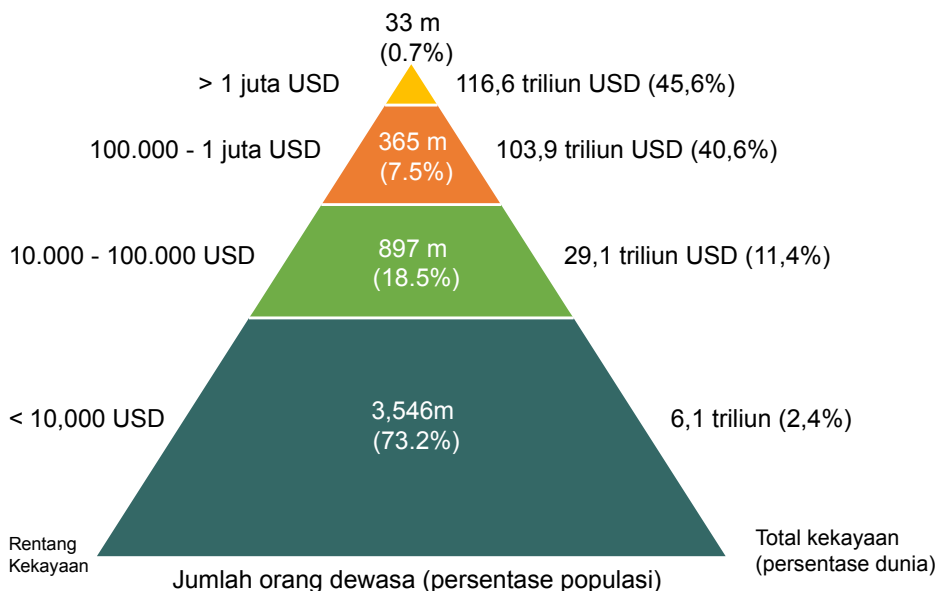 33 m
(0.7%)
> 1 juta USD
116,6 triliun USD (45,6%)
100.000 - 1 juta USD
365 m
(7.5%)
103,9 triliun USD (40,6%)
10.000 - 100.000 USD
897 m
(18.5%)
29,1 triliun USD (11,4%)
< 10,000 USD
3,546m
(73.2%)
6,1 triliun (2,4%)
Rentang
Kekayaan
Jumlah orang dewasa (persentase populasi)
Total kekayaan
(persentase dunia)